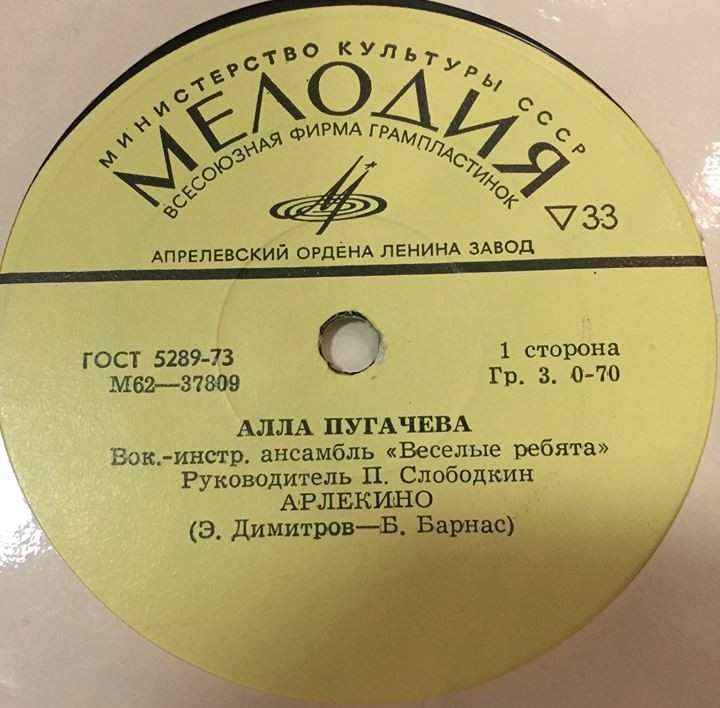 МИНИСТЕРСТВО КУЛЬТУРЫ СССР
МЕЛОДИЯ
ВСЕСОЮЗНАЯ ФИРМА ГРАМПЛАСТИНОК
▽33
АПРЕЛЕВСКИЙ ОРДЕНА ЛЕНИНА ЗАВОД
ГОСТ 5289-73
М62—37809
1 сторона
Гр. 3. 0-70
АЛЛА ПУГАЧЕВА
Вок.-инстр. ансамбль «Веселые ребята»
Руководитель П. Слободкин
АРЛЕКИНО
(Э. Димитров—Б. Барнас)